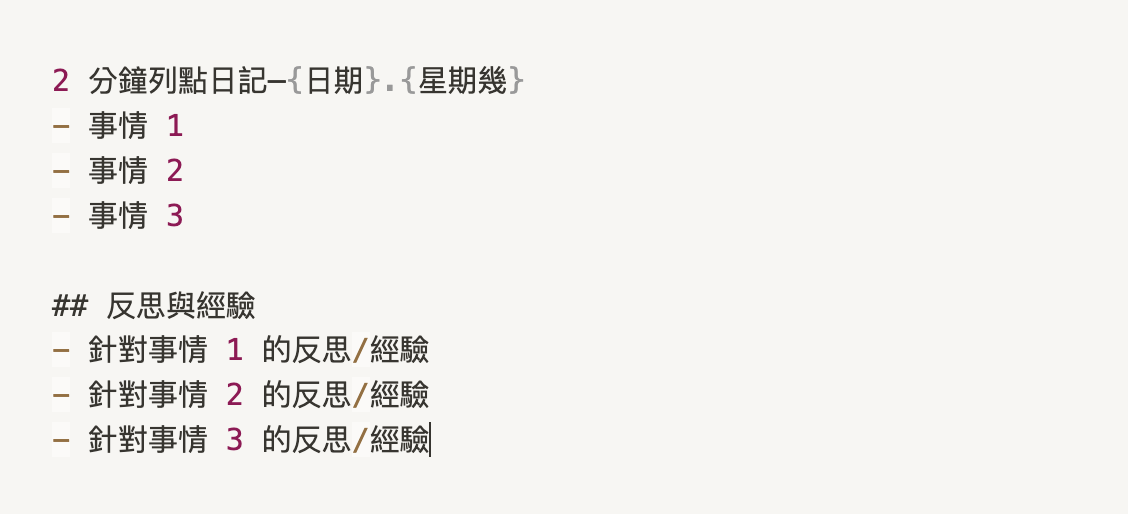 2 分鐘列點日記—{日期}.{星期幾}
- 事情 1
- 事情 2
- 事情 3
## 反思與經驗
- 針對事情 1 的反思/經驗
- 針對事情 2 的反思/經驗
- 針對事情 3 的反思/經驗